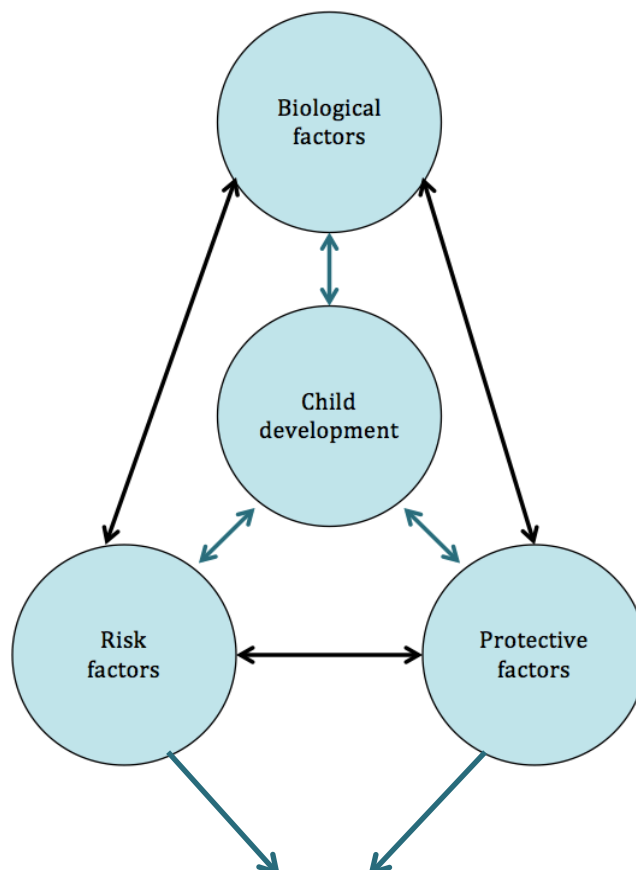 Biological
factors
Child
development
Risk
factors
Protective
factors